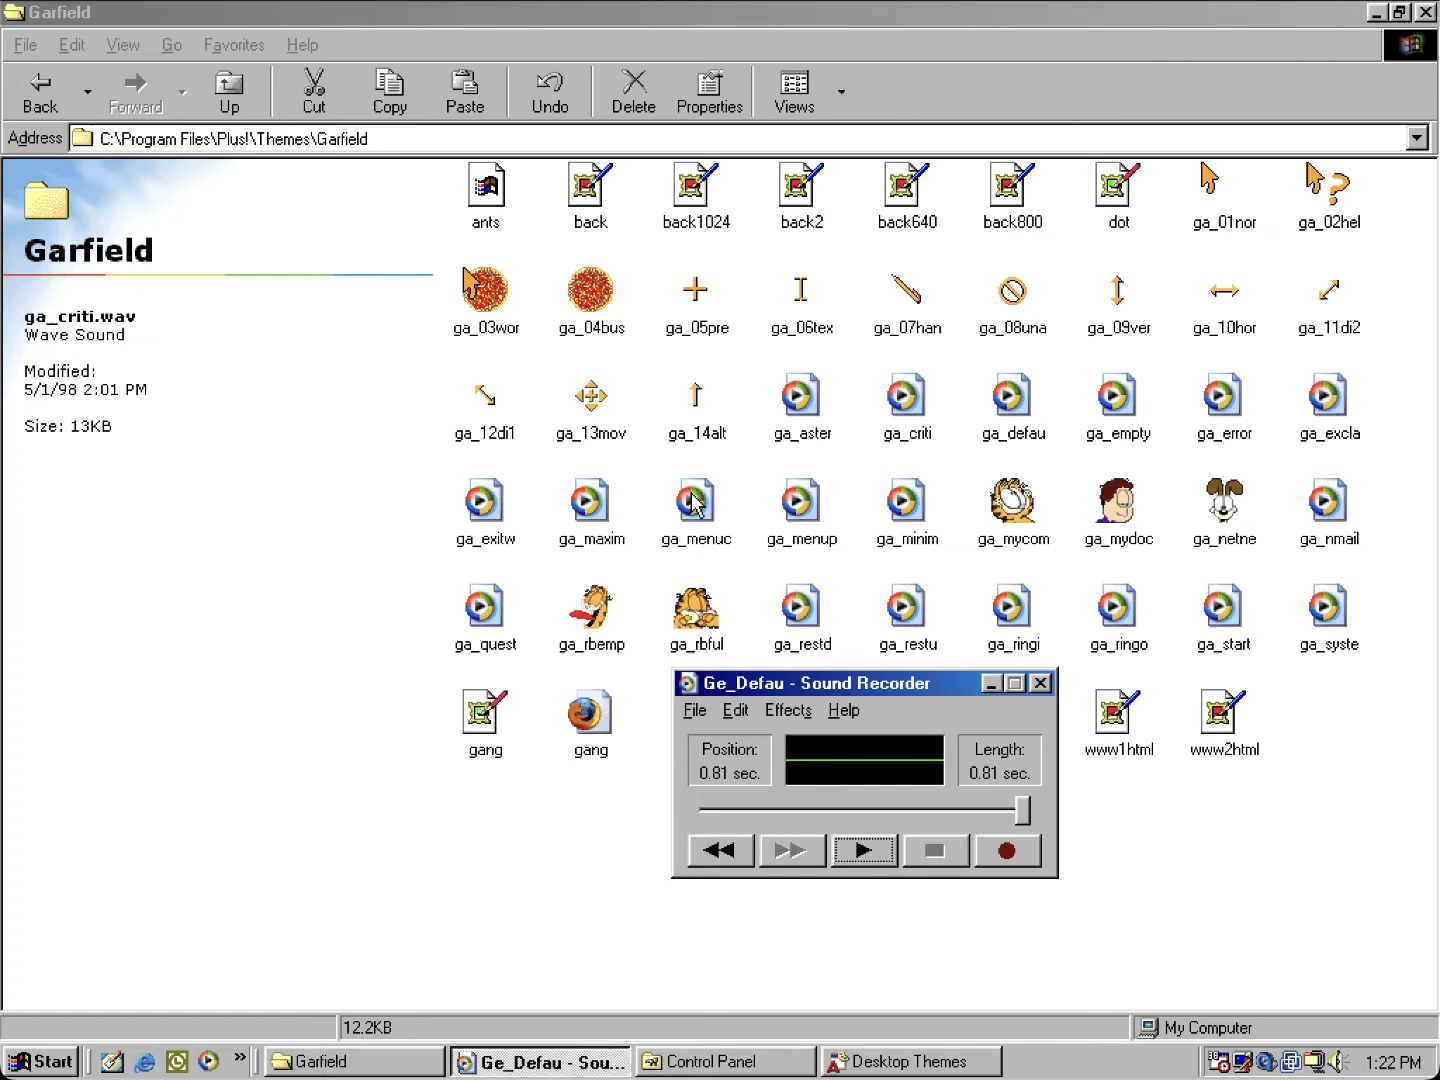 Garfield
File Edit View Go Favorites Help
Back Forward Up Cut Copy Paste Undo Delete Properties Views
Address C:\Program Files\Plus!\Themes\Garfield
Garfield
ga_criti.wav
Wave Sound
Modified:
5/1/98 2:01 PM
Size: 13KB
ants back back1024 back2 back640 back800 dot ga_01nor ga_02hel
ga_03wor ga_04bus ga_05pre ga_06tex ga_07han ga_08una ga_09ver ga_10hor ga_11di2
ga_12di1 ga_13mov ga_14alt ga_aster ga_criti ga_defau ga_empty ga_error ga_excla
ga_exitw ga_maxim ga_menuc ga_menup ga_minim ga_mycom ga_mydoc ga_netne ga_nmail
ga_quest ga_rbemp ga_rbful ga_restd ga_restu ga_ringi ga_ringo ga_start ga_syste
gang gang www1html www2html
Ge_Defau - Sound Recorder
File Edit Effects Help
Position: Length:
0.81 sec. 0.81 sec.
12.2KB My Computer
Start » Garfield Ge_Defau - Sou... Control Panel Desktop Themes 1:22 PM